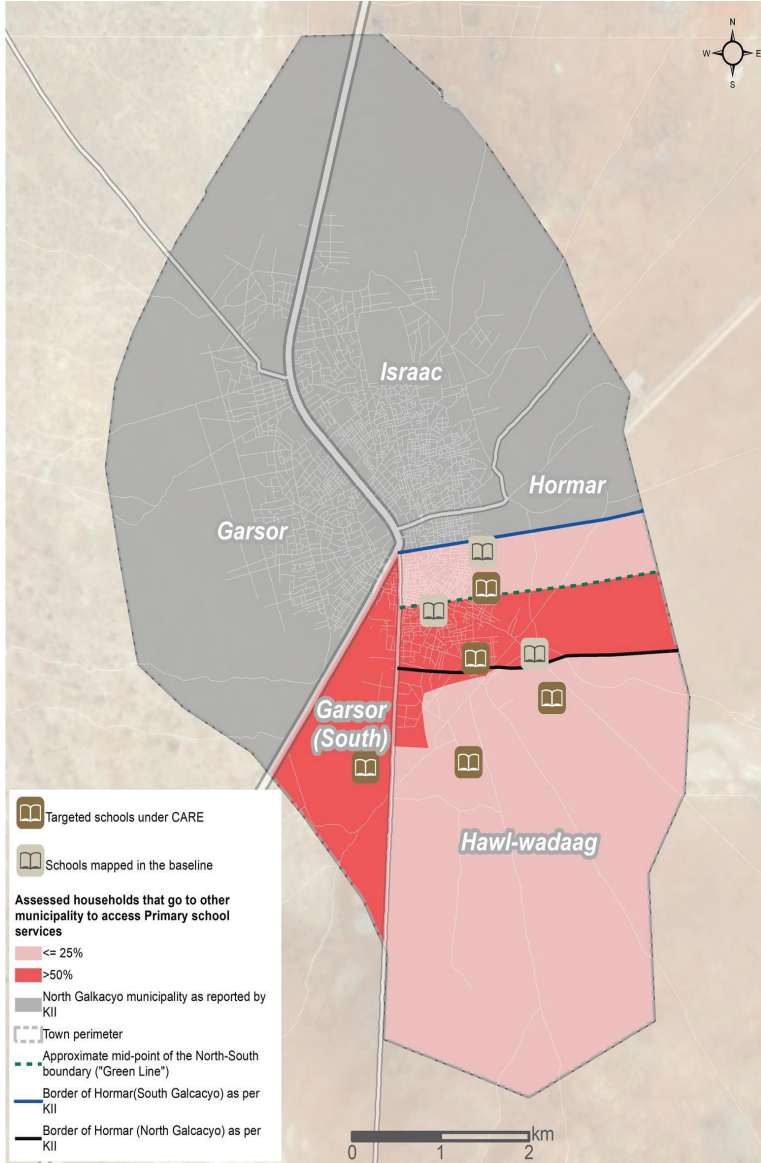 N
W E
S
Israac
Hormar
Garsor
Garsor
(South)
Hawl-wadaag
Targeted schools under CARE
Schools mapped in the baseline
Assessed households that go to other
municipality to access Primary school
services
<= 25%
>50%
North Galkacyo municipality as reported by
KII
Town perimeter
Approximate mid-point of the North-South
boundary ("Green Line")
Border of Hormar(South Galcacyo) as per
KII
Border of Hormar (North Galcacyo) as per
KII
km
0 1 2